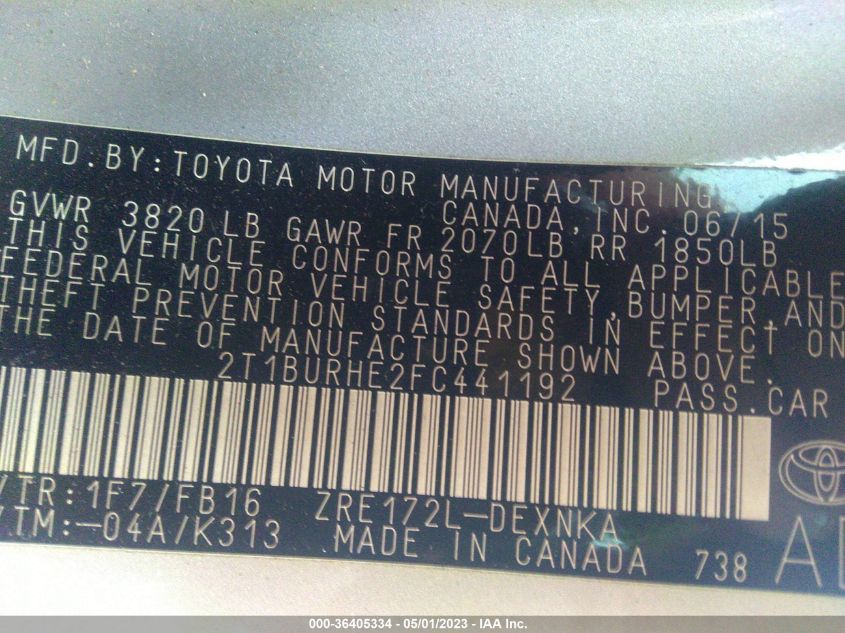 MFD.BY:TOYOTA MOTOR MANUFACTURING
CANADA, INC. 06/15
GVWR 3820 LB GAWR FR 2070LB, RR 1850LB
THIS VEHICLE CONFORMS TO ALL APPLICABLE
FEDERAL MOTOR VEHICLE SAFETY, BUMPER, AND
THEFT PREVENTION STANDARDS IN EFFECT ON
THE DATE OF MANUFACTURE SHOWN ABOVE.
2T1BURHE2FC441192 PASS.CAR
/TR:1F7/FB16 ZRE172L-DEXNKA
/TM:-04A/K313 MADE IN CANADA 738
000-36405334 - 05/01/2023 - IAA Inc.